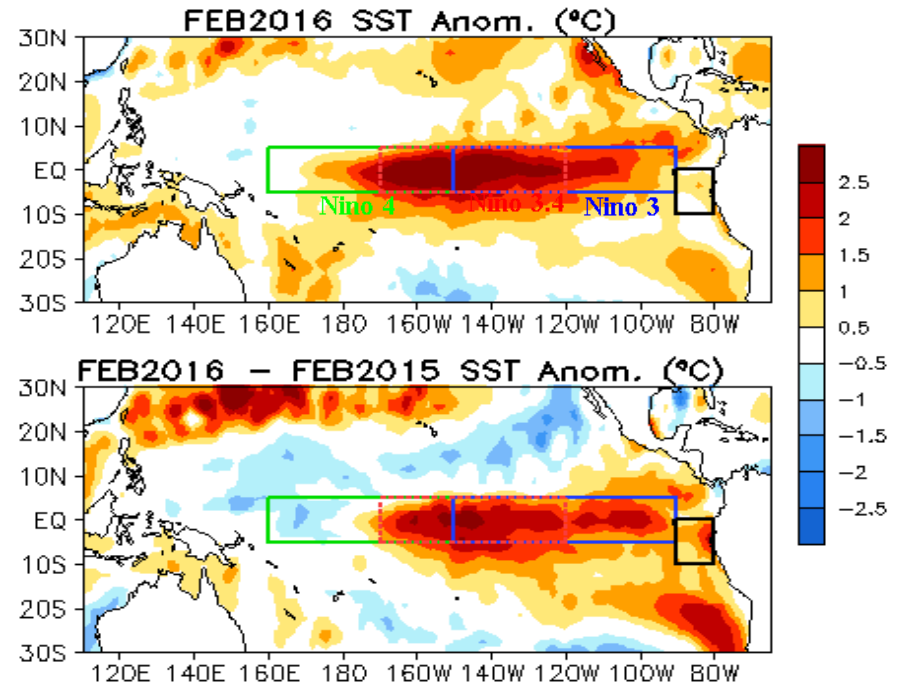 FEB2016 SST Anom. (°C)
30N
20N
10N
EQ
10S
20S
30S
Nino 4
Nino 3.4
Nino 3
120E 140E 160E 180 160W 140W 120W 100W 80W
FEB2016 – FEB2015 SST Anom. (°C)
30N
20N
10N
EQ
10S
20S
30S
120E 140E 160E 180 160W 140W 120W 100W 80W
2.5
2
1.5
1
0.5
−0.5
−1
−1.5
−2
−2.5